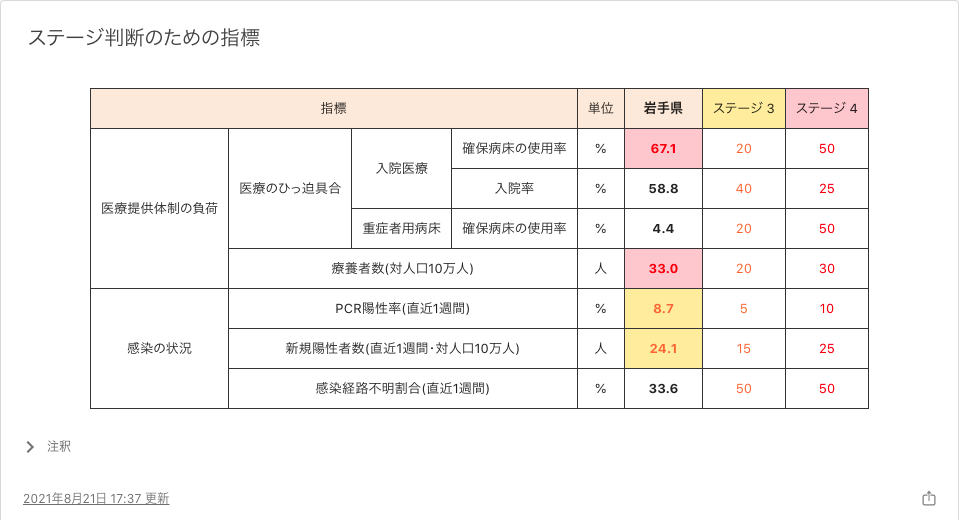 ステージ判断のための指標
指標 単位 岩手県 ステージ 3 ステージ 4
医療提供体制の負荷 医療のひっ迫具合 入院医療 確保病床の使用率 % 67.1 20 50
入院率 % 58.8 40 25
重症者用病床 確保病床の使用率 % 4.4 20 50
療養者数(対人口10万人) 人 33.0 20 30
感染の状況 PCR陽性率(直近1週間) % 8.7 5 10
新規陽性者数(直近1週間･対人口10万人) 人 24.1 15 25
感染経路不明割合(直近1週間) % 33.6 50 50
注釈
2021年8月21日 17:37 更新